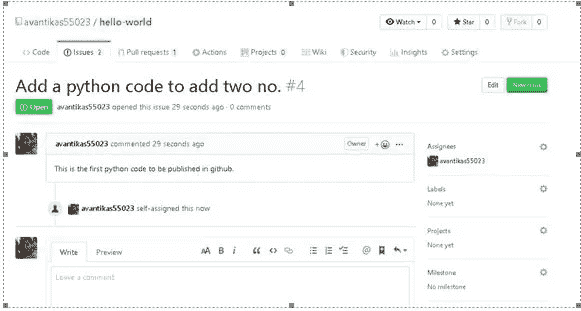 avantikas55023 / hello-world
Watch 0 Star 0 Fork 0
Code Issues 2 Pull requests 1 Actions Projects 0 Wiki Security Insights Settings
Add a python code to add two no. #4
Edit New issue
Open avantikas55023 opened this issue 29 seconds ago · 0 comments
avantikas55023 commented 29 seconds ago Owner
This is the first python code to be published in github.
avantikas55023 self-assigned this now
Write Preview AA B i
Leave a comment
Assignees
avantikas55023
Labels
None yet
Projects
None yet
Milestone
No milestone